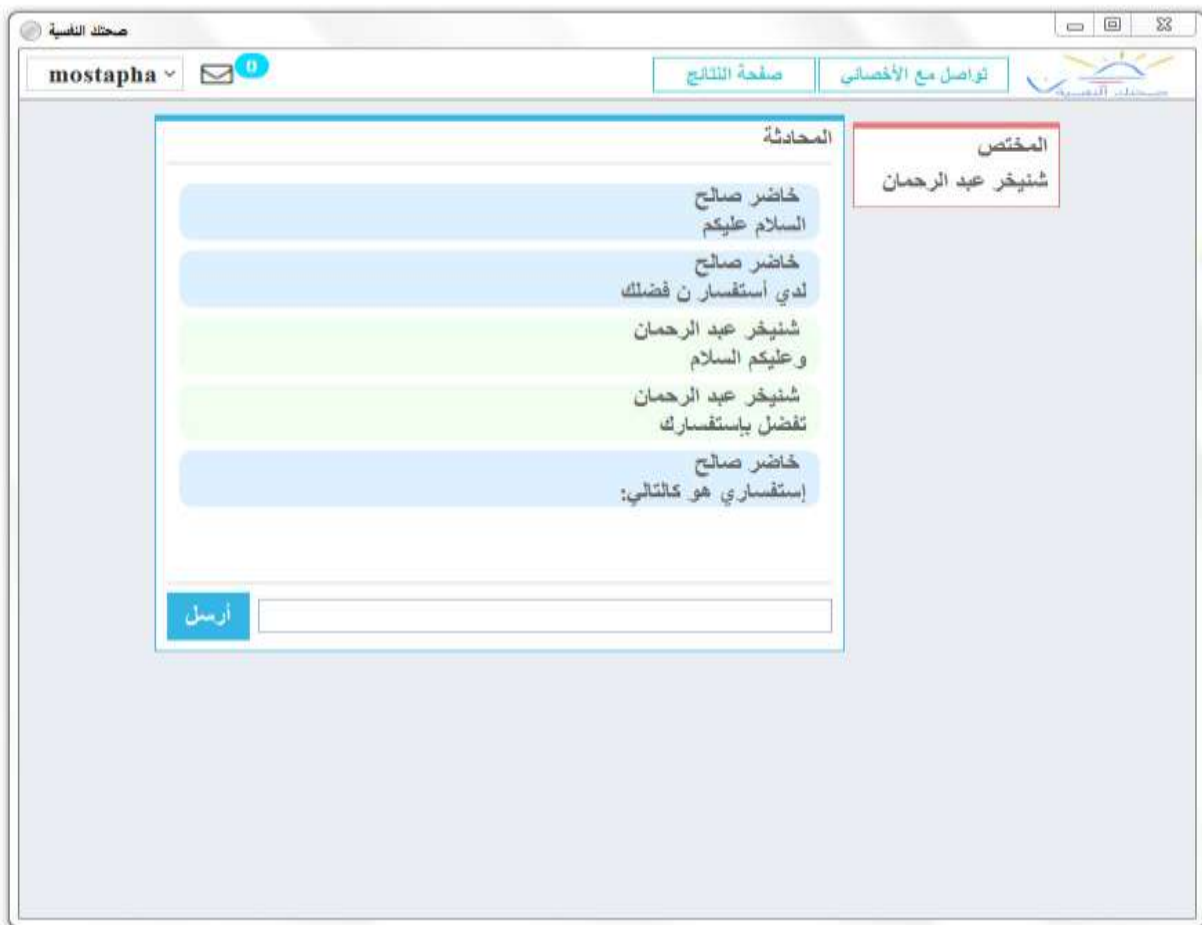 صحتك النفسية
mostapha
0
صفحة النتائج
تواصل مع الأخصائي
صحتك النفسية
المختص
شنيخر عبد الرحمان
المحادثة
خاضر صالح
السلام عليكم
خاضر صالح
لدي أستفسار ن فضلك
شنيخر عبد الرحمان
وعليكم السلام
شنيخر عبد الرحمان
تفضل بإستفسارك
خاضر صالح
إستفساري هو كالتالي:
أرسل